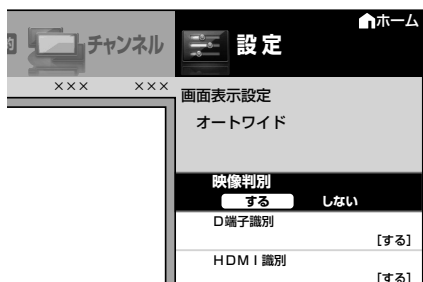 ホーム
的 チャンネル 設定
××× ×××
画面表示設定
オートワイド
映像判別
する しない
D端子識別
[する]
HDMI識別
[する]